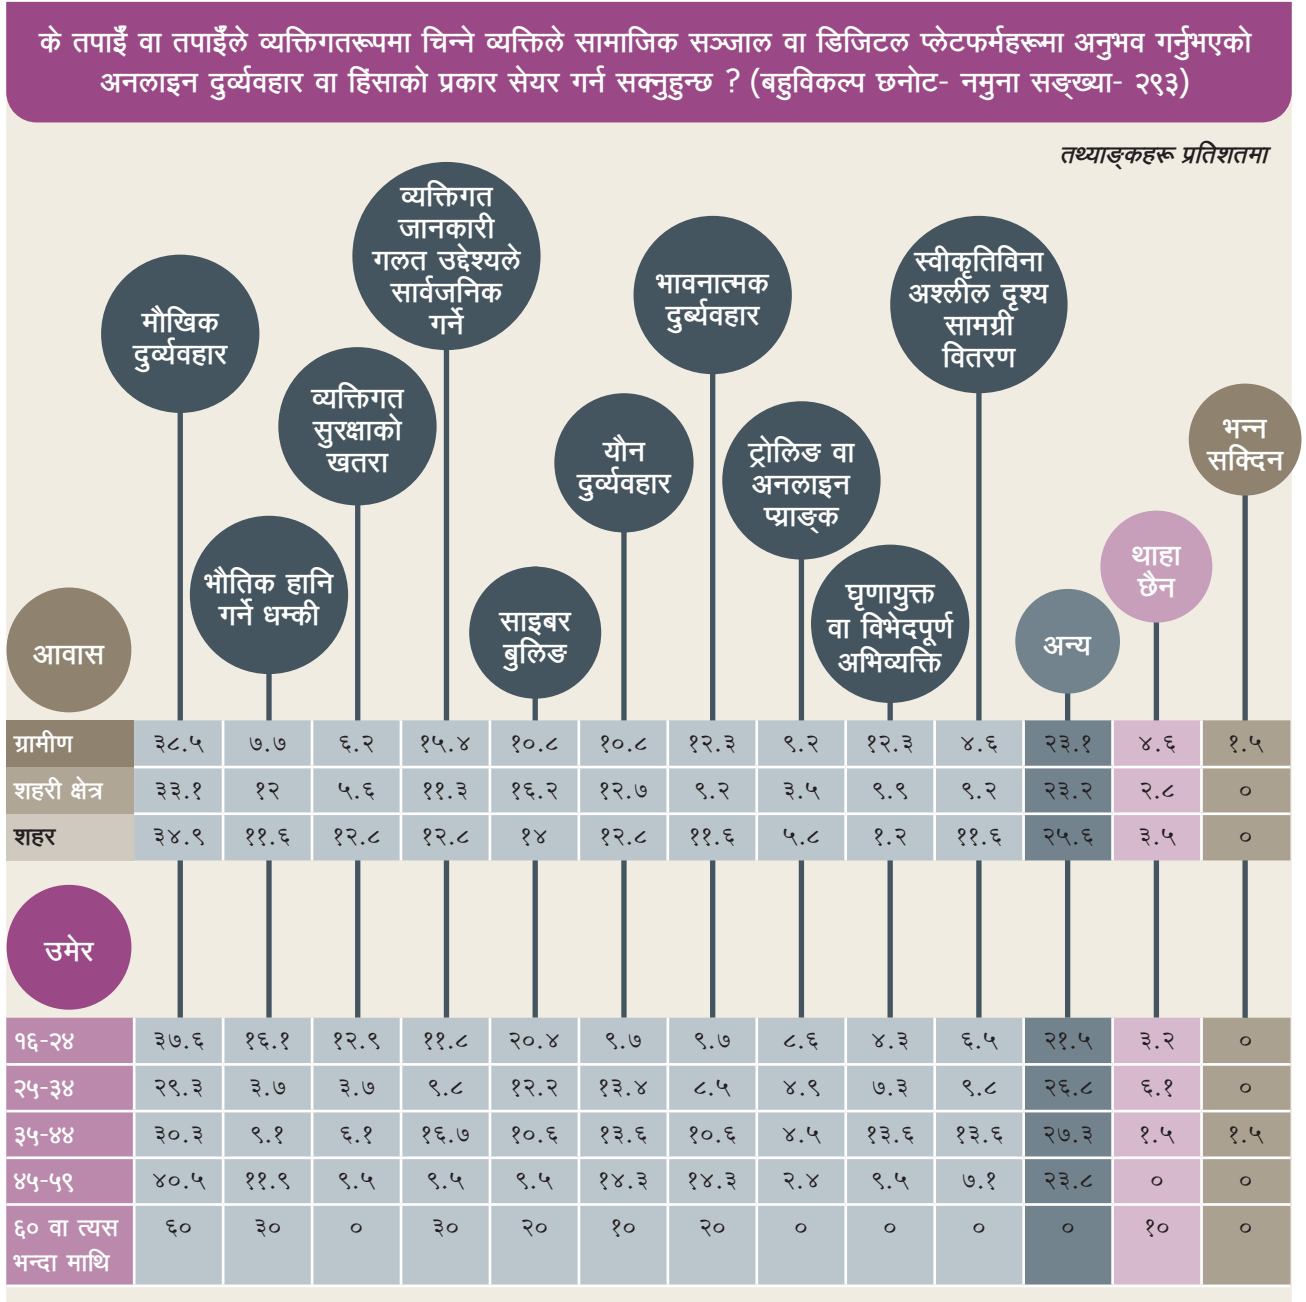 के तपाइँ वा तपाइँले व्यक्तिगतरूपमा चिन्ने व्यक्तिले सामाजिक सञ्जाल वा डिजिटल प्लेटफर्महरूमा अनुभव गर्नुभएको
अनलाइन दुर्व्यवहार वा हिंसाको प्रकार सेयर गर्न सक्नुहुन्छ ? (बहुविकल्प छनोट- नमुना सङ्ख्या- २९३)
तथ्याङ्कहरू प्रतिशतमा
मौखिक
दुर्व्यवहार
भौतिक हानि
गर्ने धम्की
व्यक्तिगत
सुरक्षाको
खतरा
व्यक्तिगत
जानकारी
गलत उद्देश्यले
सार्वजनिक
गर्ने
साइबर
बुलिङ
यौन
दुर्व्यवहार
भावनात्मक
दुर्ब्यवहार
ट्रोलिङ वा
अनलाइन
प्य्राङ्क
घृणायुक्त
वा विभेदपूर्ण
अभिव्यक्ति
स्वीकृतिविना
अश्लील दृश्य
सामग्री
वितरण
अन्य
थाहा
छैन
भन्न
सक्दिन
आवास
ग्रामीण ३८.५ ७.७ ६.२ १५.४ १०.८ १०.८ १२.३ ९.२ १२.३ ४.६ २३.१ ४.६ १.५
शहरी क्षेत्र ३३.१ १२ ५.६ ११.३ १६.२ १२.७ ९.२ ३.५ ९.९ ९.२ २३.२ २.८ ०
शहर ३४.९ ११.६ १२.८ १२.८ १४ १२.८ ११.६ ५.८ १.२ ११.६ २५.६ ३.५ ०
उमेर
१६-२४ ३७.६ १६.१ १२.९ ११.८ २०.४ ९.७ ९.७ ८.६ ४.३ ६.५ २१.५ ३.२ ०
२५-३४ २९.३ ३.७ ३.७ ९.८ १२.२ १३.४ ८.५ ४.९ ७.३ ९.८ २६.८ ६.१ ०
३५-४४ ३०.३ ९.१ ६.१ १६.७ १०.६ १३.६ १०.६ ४.५ १३.६ १३.६ २७.३ १.५ १.५
४५-५९ ४०.५ ११.९ ९.५ ९.५ ९.५ १४.३ १४.३ २.४ ९.५ ७.१ २३.८ ० ०
६० वा त्यस ६० ३० ० ३० २० १० २० ० ० ० ० १० ०
भन्दा माथि